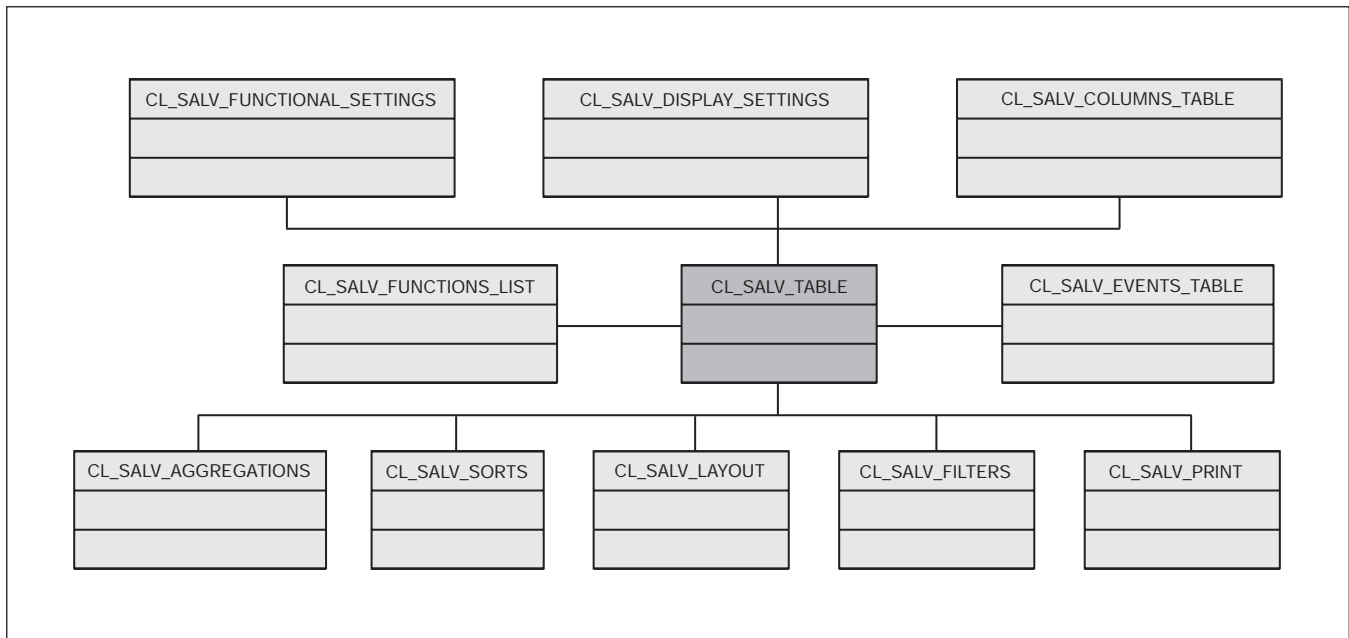 CL_SALV_FUNCTIONAL_SETTINGS
CL_SALV_DISPLAY_SETTINGS
CL_SALV_COLUMNS_TABLE
CL_SALV_FUNCTIONS_LIST
CL_SALV_TABLE
CL_SALV_EVENTS_TABLE
CL_SALV_AGGREGATIONS
CL_SALV_SORTS
CL_SALV_LAYOUT
CL_SALV_FILTERS
CL_SALV_PRINT